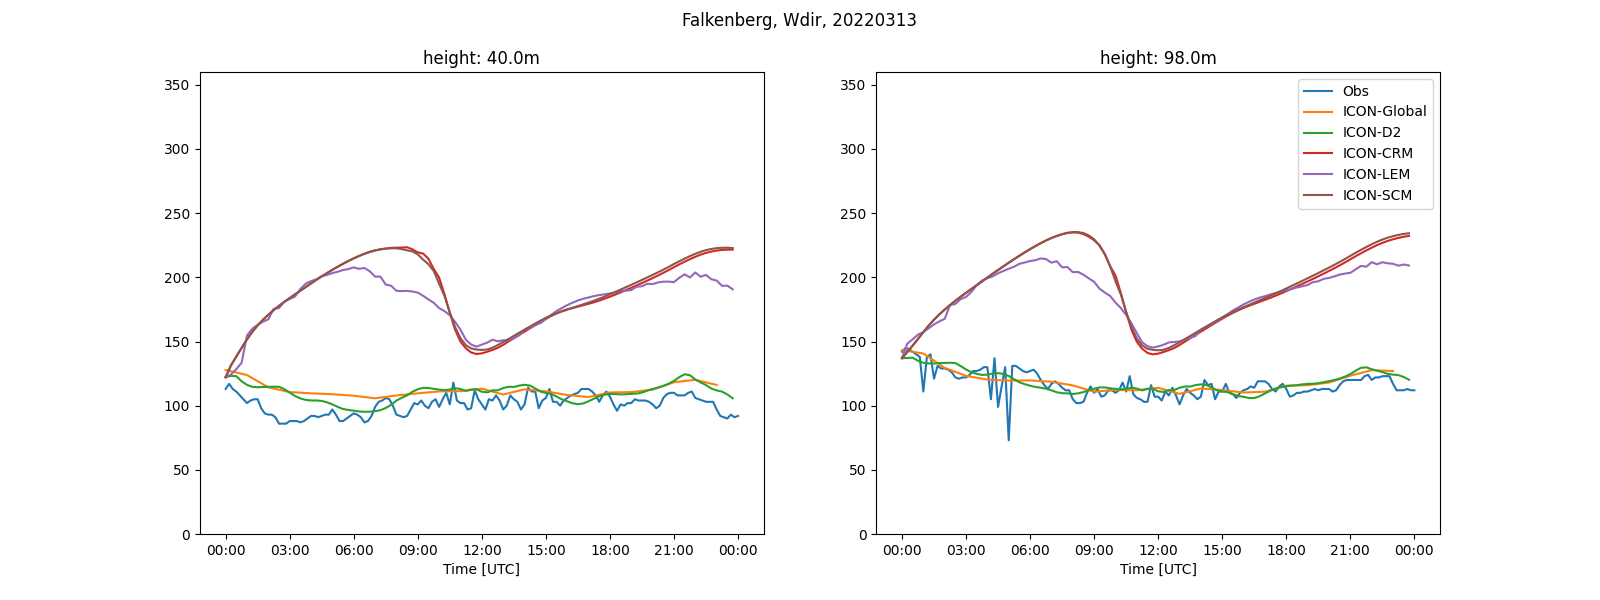 Falkenberg, Wdir, 20220313
height: 40.0m
350
300
250
200
150
100
50
0
00:00 03:00 06:00 09:00 12:00 15:00 18:00 21:00 00:00
Time [UTC]
height: 98.0m
350
300
250
200
150
100
50
0
00:00 03:00 06:00 09:00 12:00 15:00 18:00 21:00 00:00
Time [UTC]
Obs
ICON-Global
ICON-D2
ICON-CRM
ICON-LEM
ICON-SCM